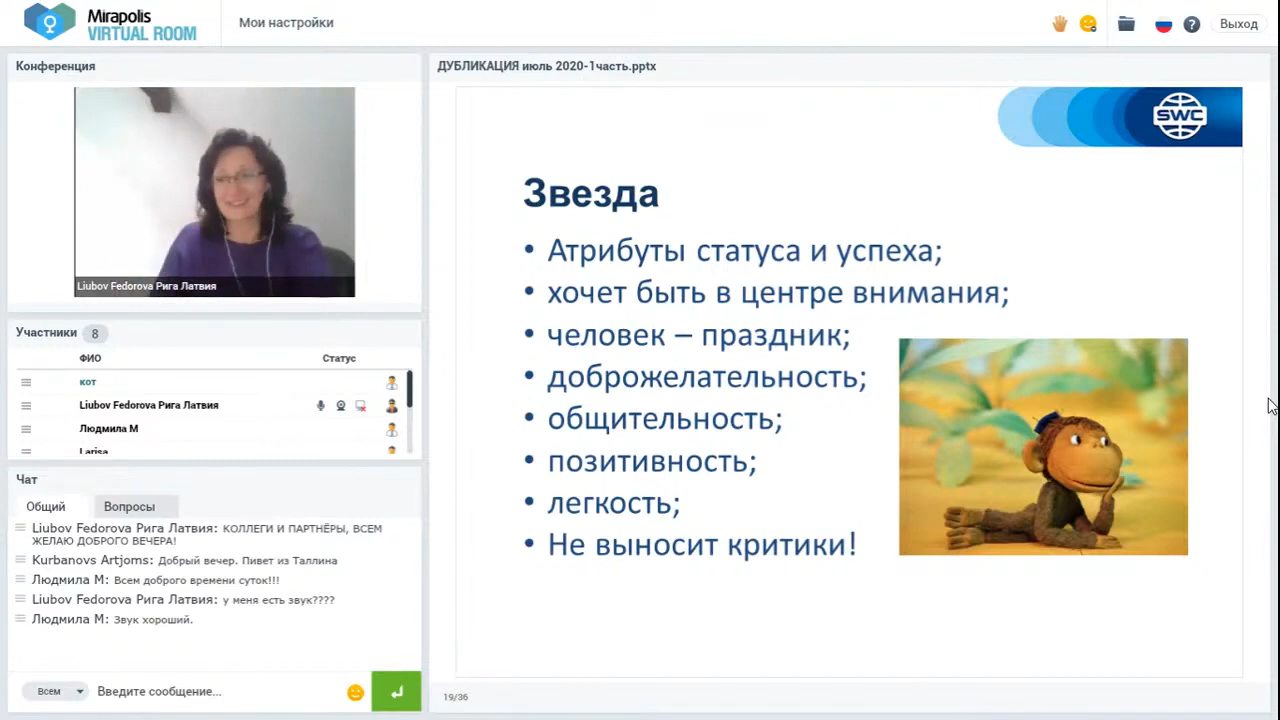 Mirapolis
VIRTUAL ROOM
Мои настройки
?
Выход
Конференция
Liubov Fedorova Рига Латвия
Участники 8
ФИО Статус
кот
Liubov Fedorova Рига Латвия
Людмила М
Larisa
Чат
Общий Вопросы
Liubov Fedorova Рига Латвия: КОЛЛЕГИ И ПАРТНЁРЫ, ВСЕМ
ЖЕЛАЮ ДОБРОГО ВЕЧЕРА!
Kurbanovs Artjoms: Добрый вечер. Пивет из Таллина
Людмила М: Всем доброго времени суток!!!
Liubov Fedorova Рига Латвия: у меня есть звук????
Людмила М: Звук хороший.
Всем Введите сообщение...
ДУБЛИКАЦИЯ июль 2020-1часть.pptx
SWC
Звезда
• Атрибуты статуса и успеха;
• хочет быть в центре внимания;
• человек – праздник;
• доброжелательность;
• общительность;
• позитивность;
• легкость;
• Не выносит критики!
19/36